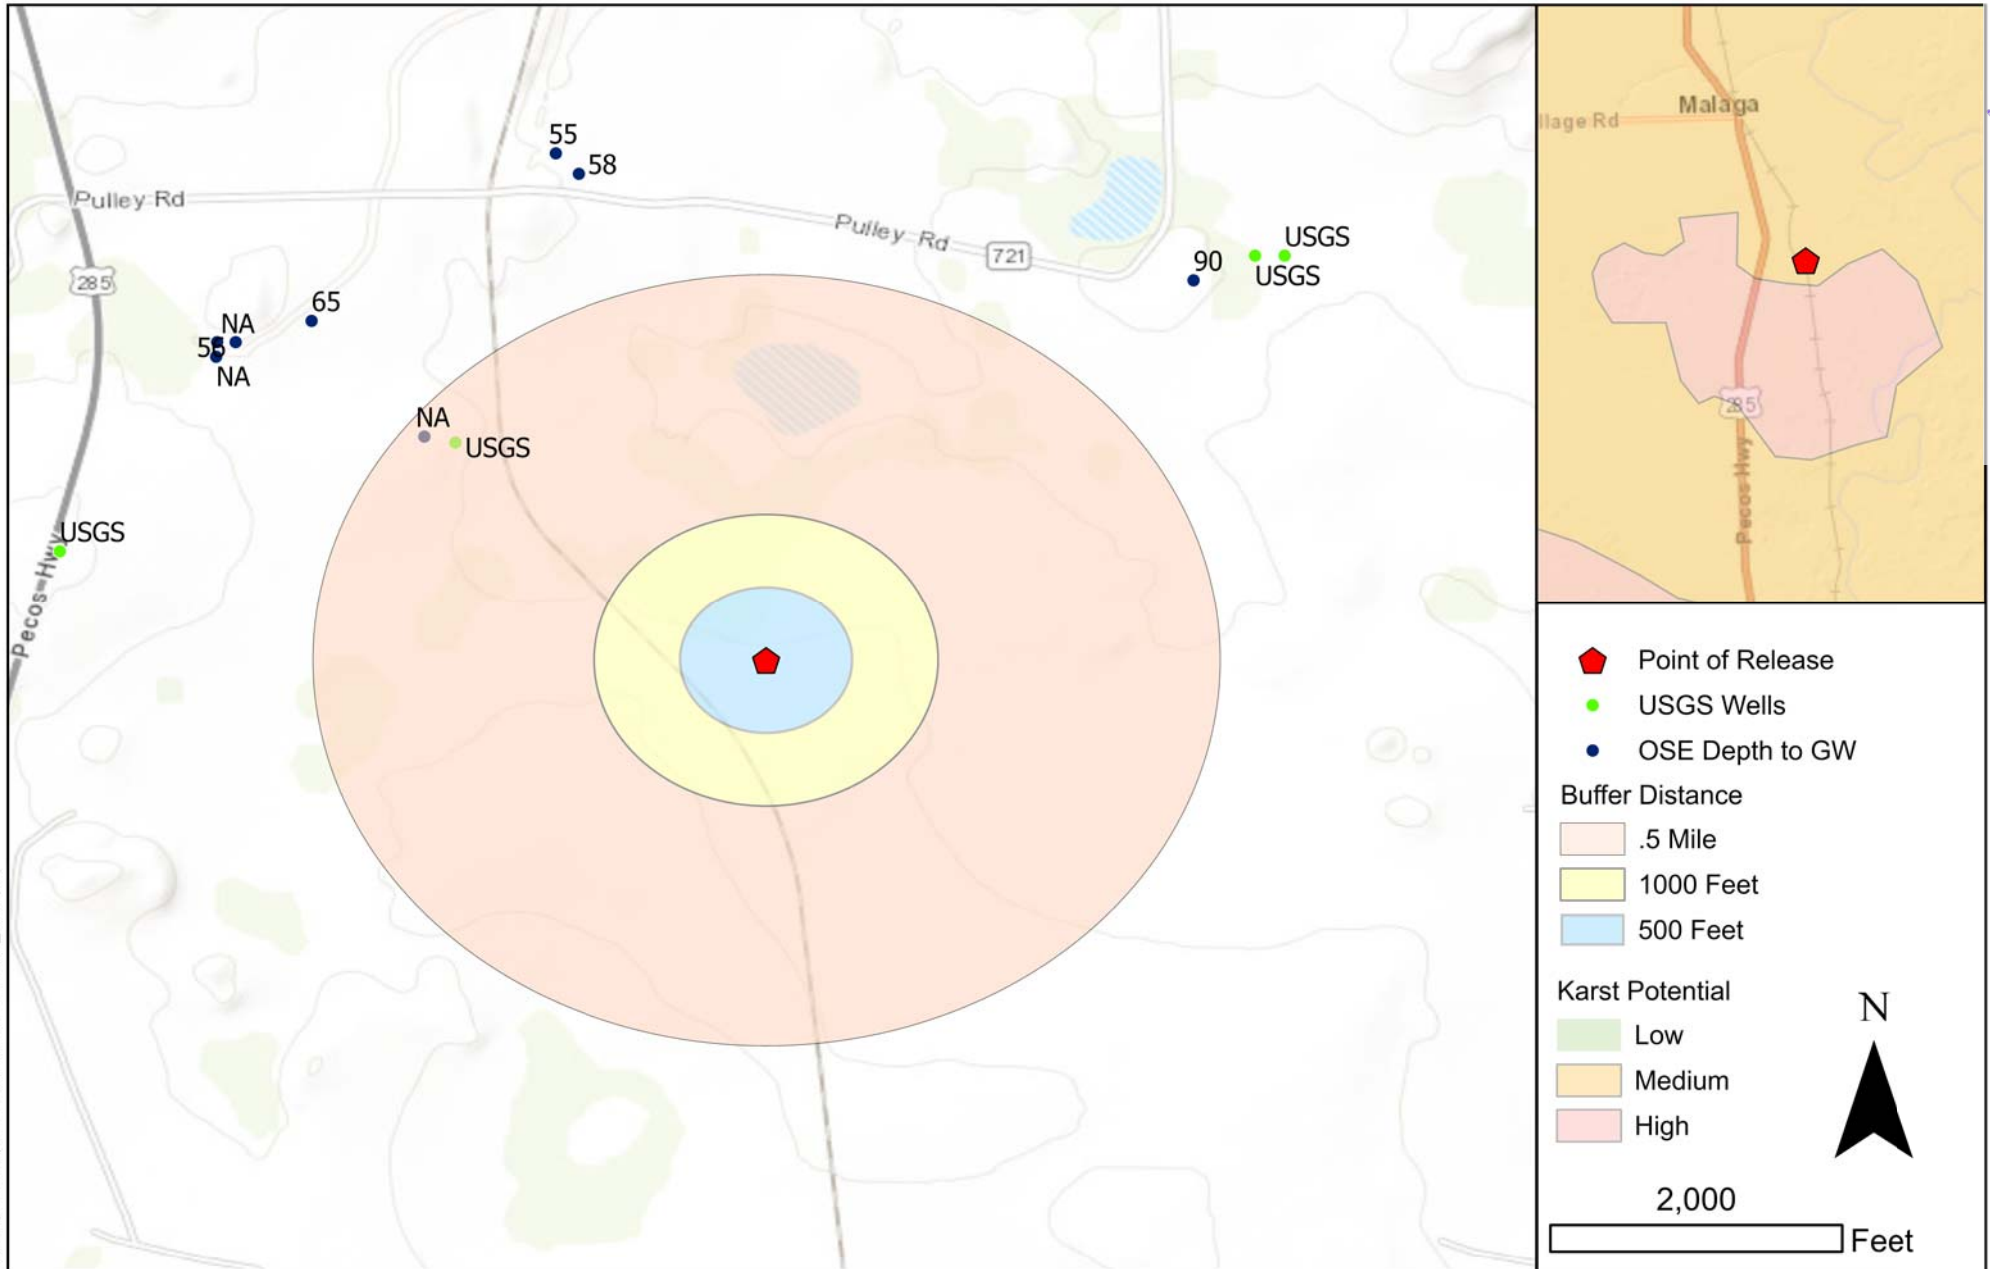 55
58
Pulley Rd
Pulley Rd
721
285
90
USGS
USGS
65
NA
56
NA
NA
USGS
USGS
Pecos Hwy
Malaga
llage Rd
285
Pecos Hwy
Point of Release
USGS Wells
OSE Depth to GW
Buffer Distance
.5 Mile
1000 Feet
500 Feet
Karst Potential
Low
Medium
High
N
2,000
Feet